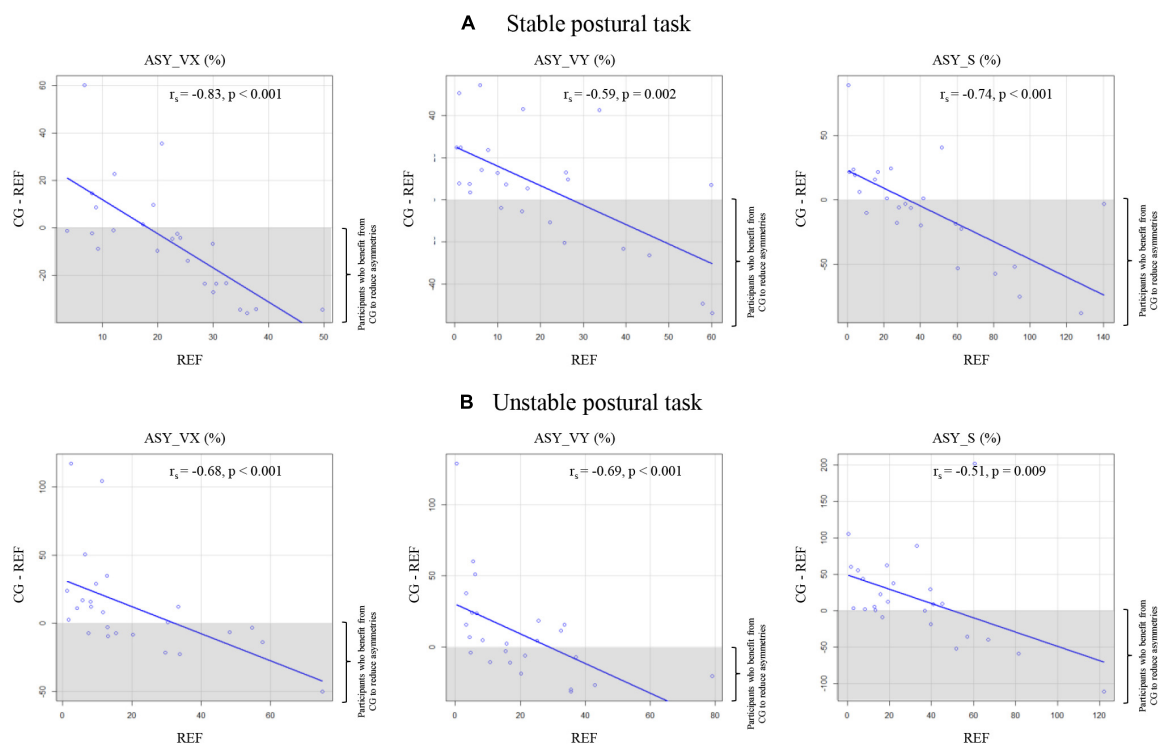 A Stable postural task
ASY_VX (%)
ASY_VY (%)
ASY_S (%)
rs = -0.83, p < 0.001
rs = -0.59, p = 0.002
rs = -0.74, p < 0.001
CG - REF
60
40
20
0
-20
10 20 30 40 50
REF
Participants who benefit from
CG to reduce asymmetries
CG - REF
40
-40
0 10 20 30 40 50 60
REF
Participants who benefit from
CG to reduce asymmetries
CG - REF
50
0
-50
0 20 40 60 80 100 120 140
REF
Participants who benefit from
CG to reduce asymmetries
B Unstable postural task
ASY_VX (%)
ASY_VY (%)
ASY_S (%)
rs = -0.68, p < 0.001
rs = -0.69, p < 0.001
rs = -0.51, p = 0.009
CG - REF
100
50
0
-50
0 20 40 60
REF
Participants who benefit from
CG to reduce asymmetries
CG - REF
100
50
0
0 20 40 60 80
REF
Participants who benefit from
CG to reduce asymmetries
CG - REF
200
150
100
50
0
-50
-100
0 20 40 60 80 100 120
REF
Participants who benefit from
CG to reduce asymmetries